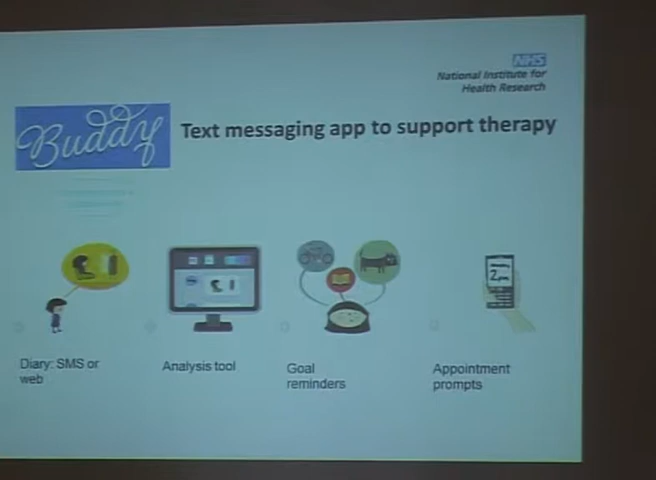 NHS
National Institute for
Health Research
Buddy
Text messaging app to support therapy
2pm
Diary: SMS or
web
Analysis tool
Goal
reminders
Appointment
prompts